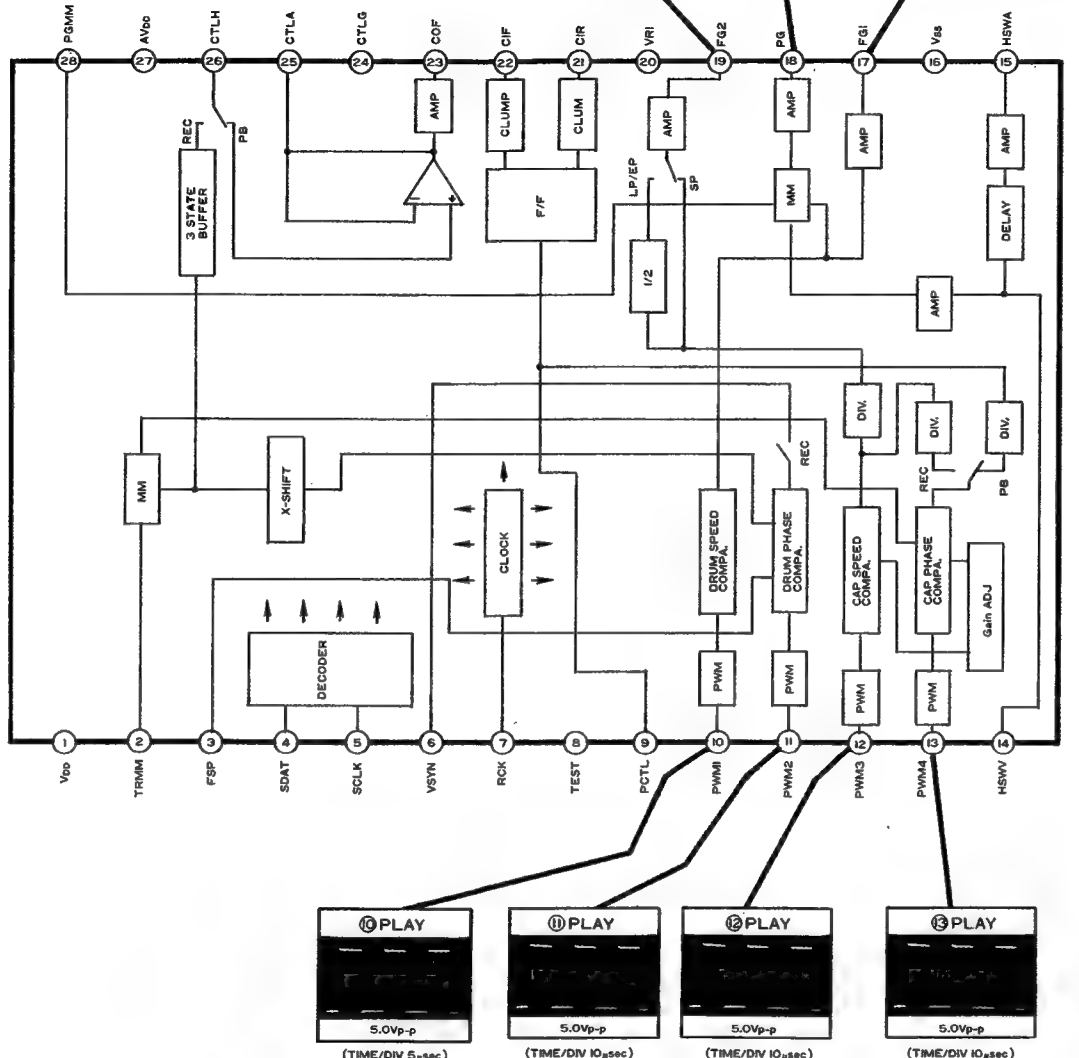 PGMM
AVDD
CTLH
CTLA
CTLG
COF
CIF
CIR
VRI
FG2
PG
FG1
VSS
HSWA
28
27
26
25
24
23
22
21
20
19
18
17
16
15
REC
PB
3 STATE BUFFER
AMP
CLUMP
CLUM
F/F
AMP
LP/EP
SP
1/2
AMP
MM
AMP
AMP
DELAY
AMP
MM
X-SHIFT
CLOCK
DECODER
REC
DRUM SPEED COMPA.
DRUM PHASE COMPA.
DIV.
DIV.
DIV.
REC
PB
CAP SPEED COMPA.
CAP PHASE COMPA.
Gain ADJ
PWM
PWM
PWM
PWM
1
2
3
4
5
6
7
8
9
10
11
12
13
14
VDD
TRMM
FSP
SDAT
SCLK
VSYN
RCK
TEST
PCTL
PWM1
PWM2
PWM3
PWM4
HSWV
⑩PLAY
5.0Vp-p
(TIME/DIV 5μsec)
⑪PLAY
5.0Vp-p
(TIME/DIV 10μsec)
⑫PLAY
5.0Vp-p
(TIME/DIV 10μsec)
⑬PLAY
5.0Vp-p
(TIME/DIV 10μsec)